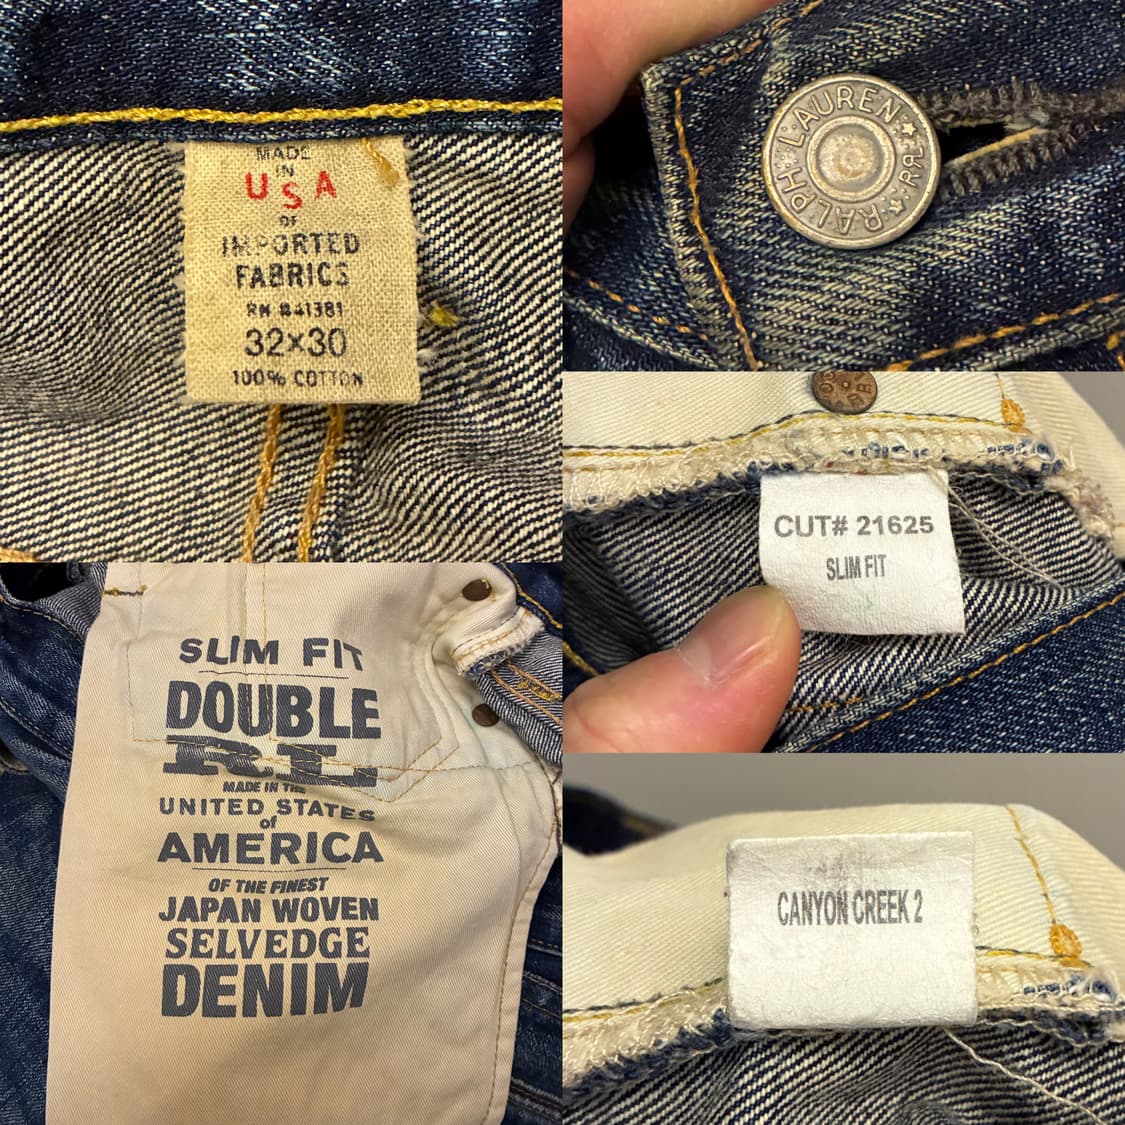 MADE
IN
USA
OF
IMPORTED
FABRICS
RN #41381
32×30
100% COTTON
RALPH LAUREN
RRL
CUT# 21625
SLIM FIT
SLIM FIT
DOUBLE
RL
MADE IN THE
UNITED STATES
of
AMERICA
OF THE FINEST
JAPAN WOVEN
SELVEDGE
DENIM
CANYON CREEK 2